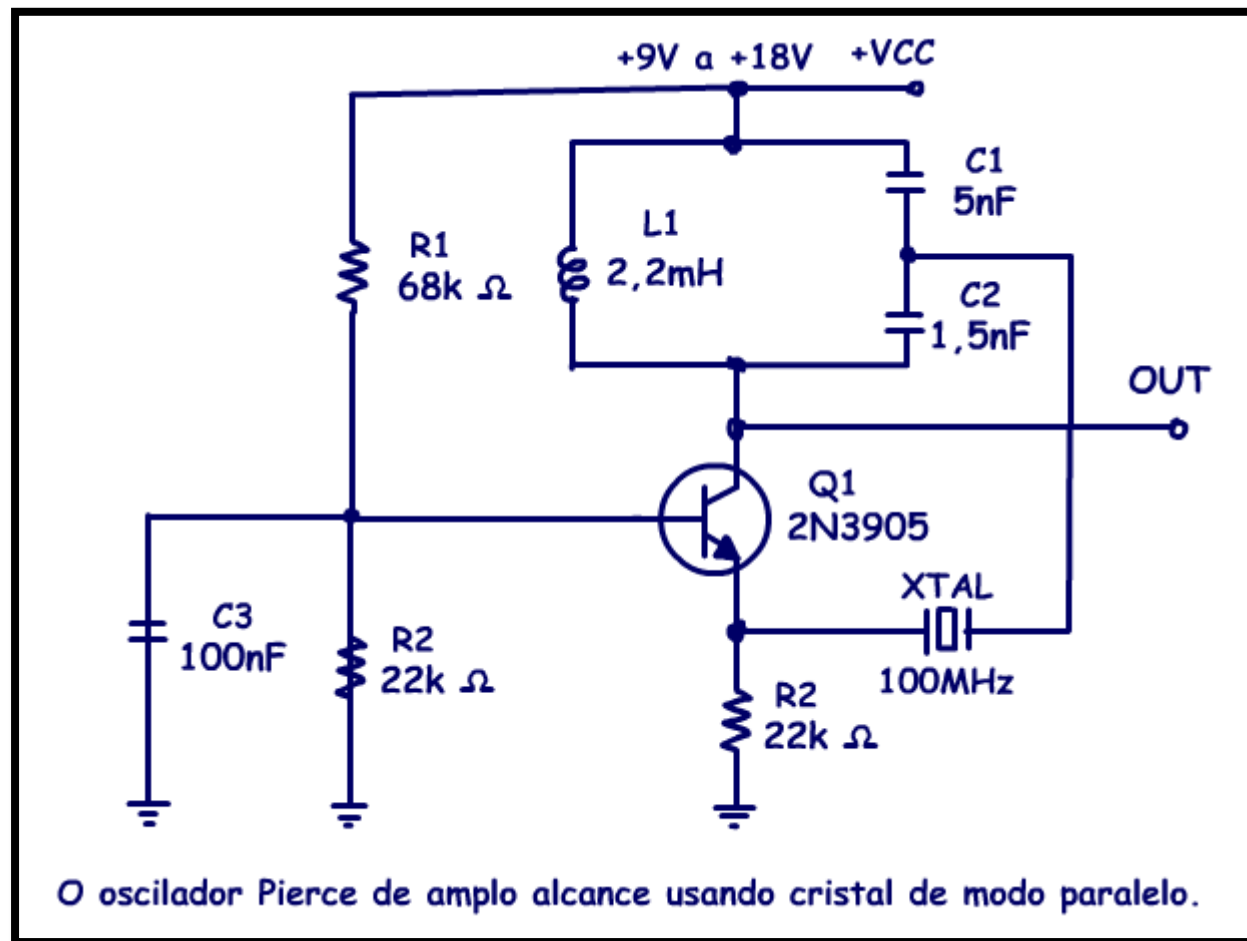 +9V a +18V +VCC
C1
5nF
L1
2,2mH
R1
68k Ω
C2
1,5nF
OUT
Q1
2N3905
XTAL
100MHz
C3
100nF
R2
22k Ω
R2
22k Ω
O oscilador Pierce de amplo alcance usando cristal de modo paralelo.